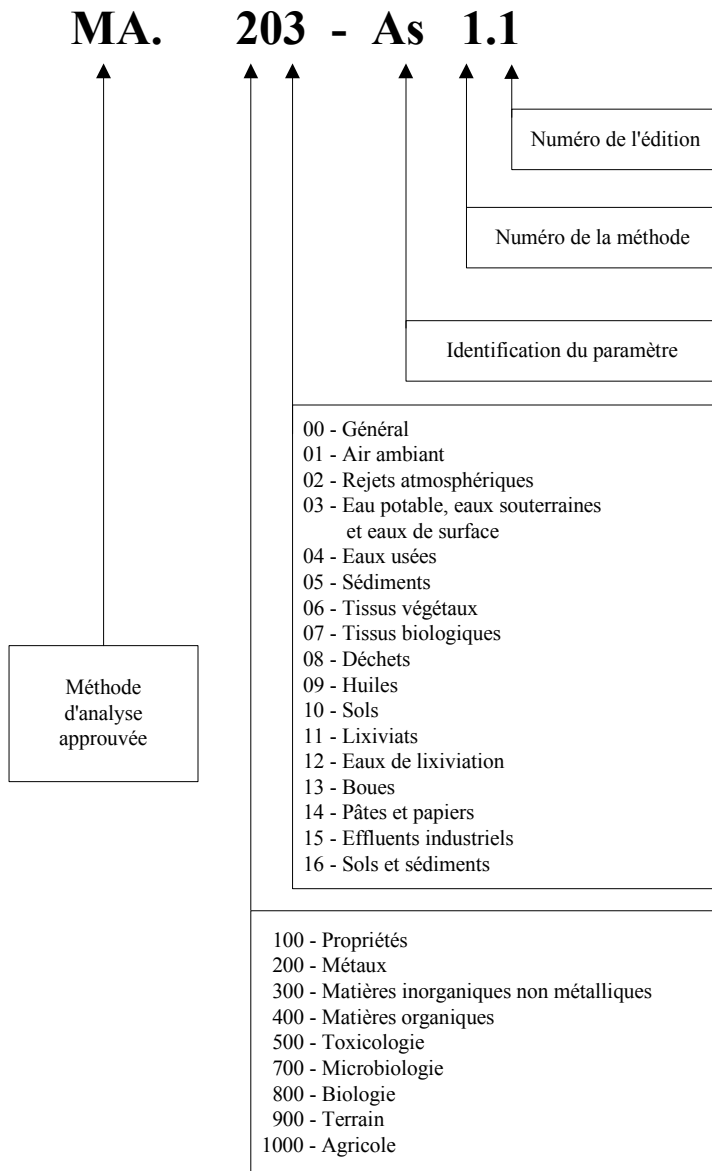 MA. 203 - As 1.1
Numéro de l'édition
Numéro de la méthode
Identification du paramètre
00 - Général
01 - Air ambiant
02 - Rejets atmosphériques
03 - Eau potable, eaux souterraines
et eaux de surface
04 - Eaux usées
05 - Sédiments
06 - Tissus végétaux
07 - Tissus biologiques
08 - Déchets
09 - Huiles
10 - Sols
11 - Lixiviats
12 - Eaux de lixiviation
13 - Boues
14 - Pâtes et papiers
15 - Effluents industriels
16 - Sols et sédiments
Méthode
d'analyse
approuvée
100 - Propriétés
200 - Métaux
300 - Matières inorganiques non métalliques
400 - Matières organiques
500 - Toxicologie
700 - Microbiologie
800 - Biologie
900 - Terrain
1000 - Agricole